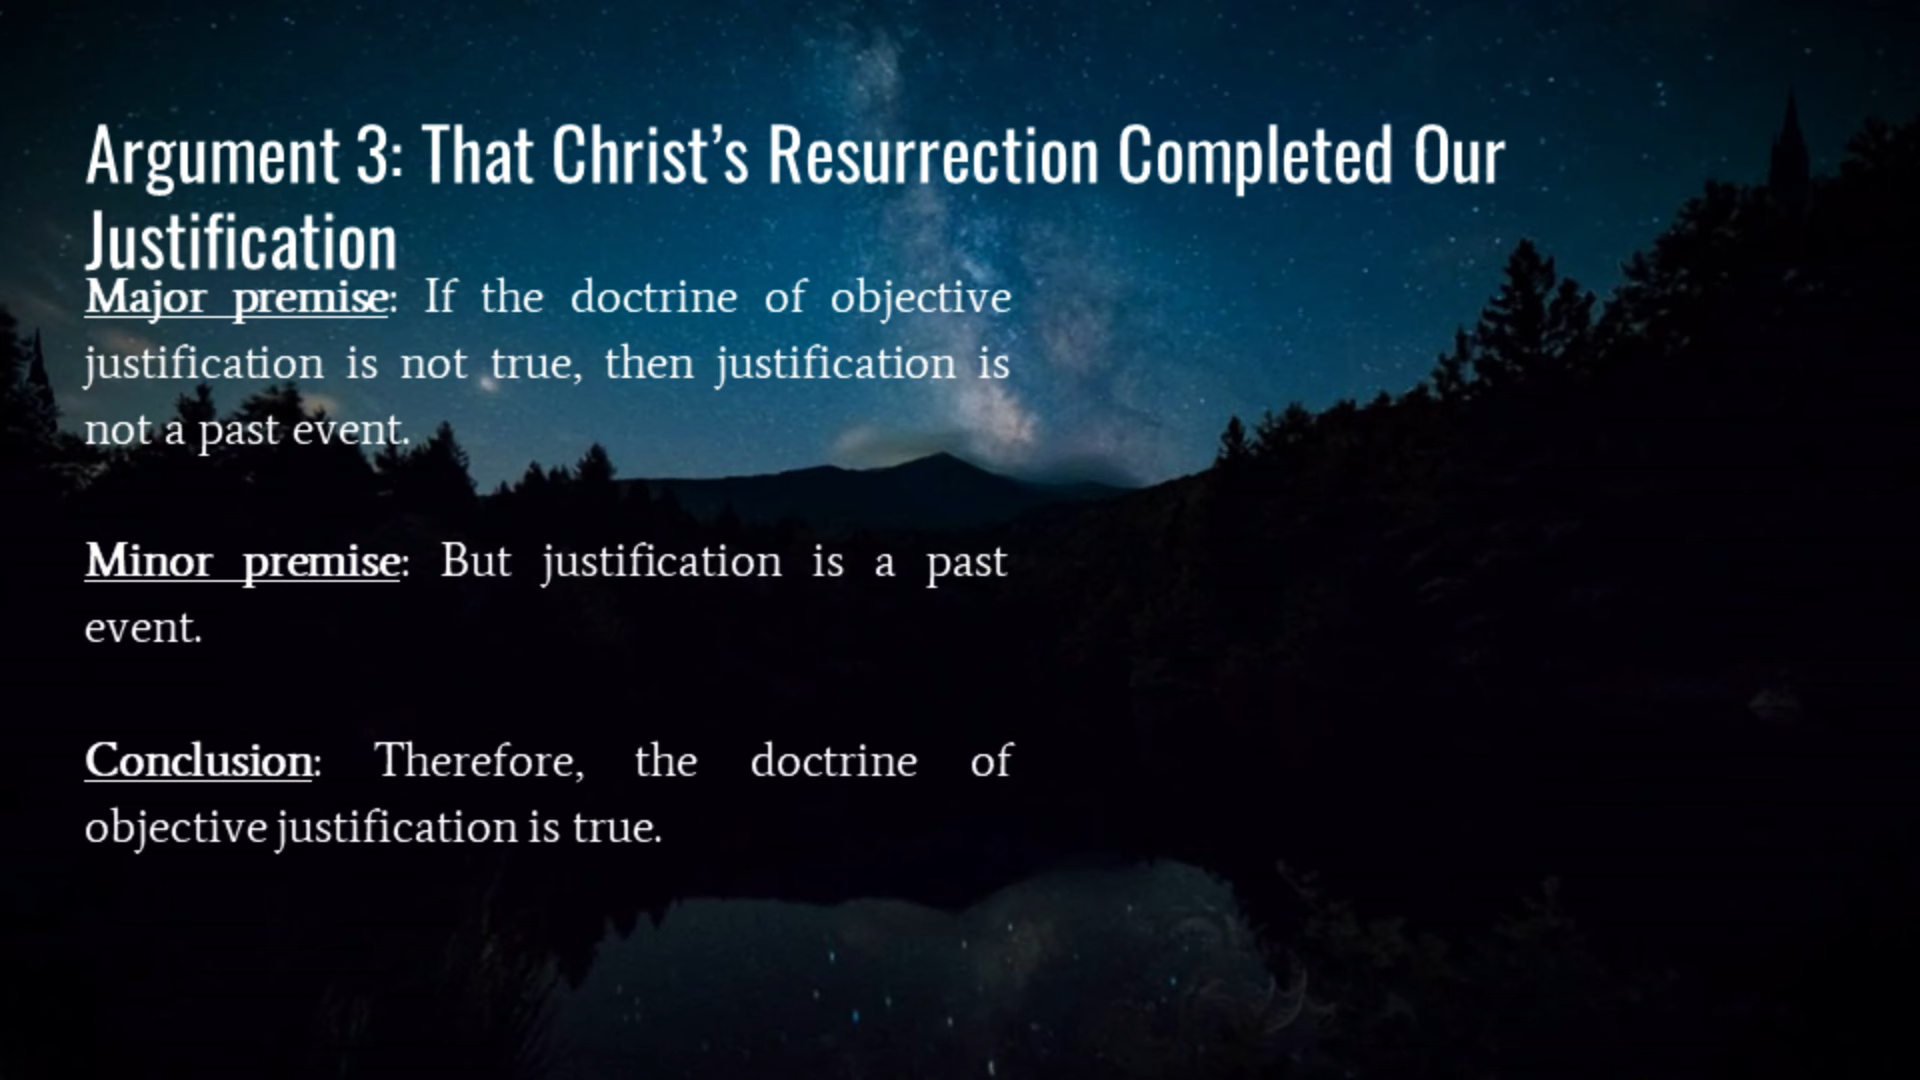 Argument 3: That Christ’s Resurrection Completed Our
Justification
Major premise: If the doctrine of objective
justification is not true, then justification is
not a past event.
Minor premise: But justification is a past
event.
Conclusion: Therefore, the doctrine of
objective justification is true.